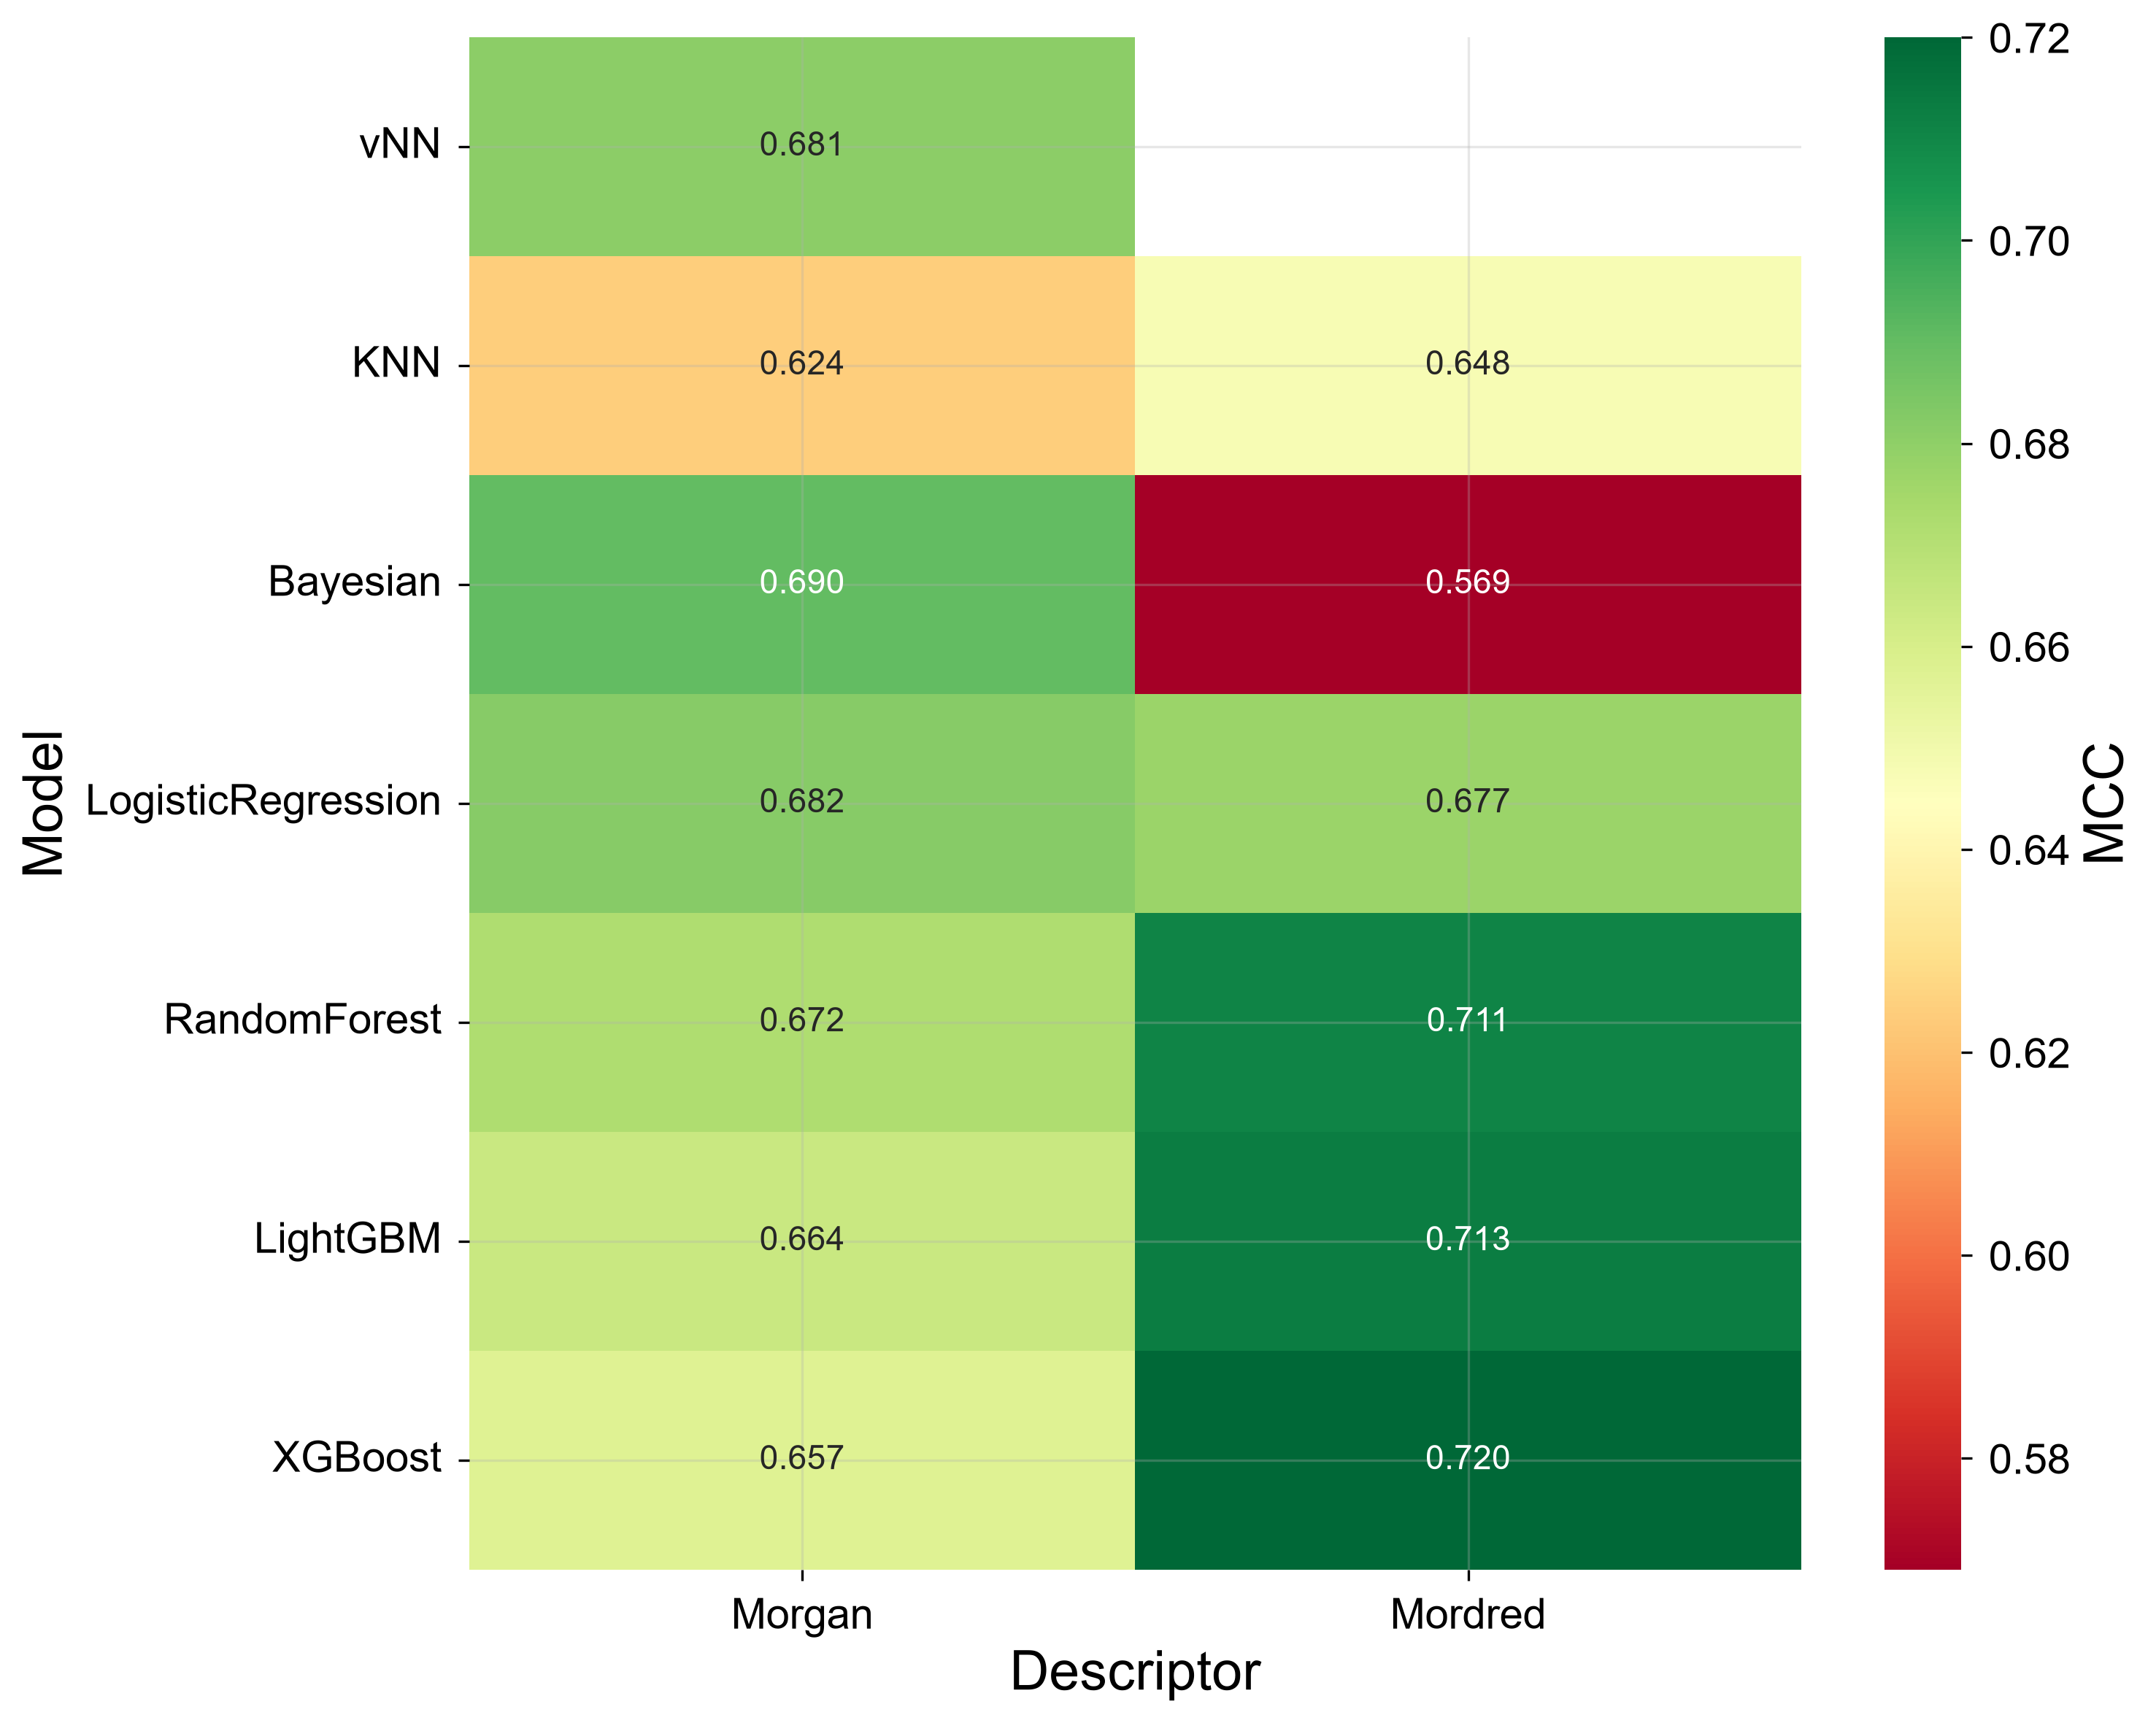 Model
vNN 0.681
KNN 0.624 0.648
Bayesian 0.690 0.569
LogisticRegression 0.682 0.677
RandomForest 0.672 0.711
LightGBM 0.664 0.713
XGBoost 0.657 0.720
Morgan Mordred
Descriptor
0.72
0.70
0.68
0.66
0.64
0.62
0.60
0.58
MCC